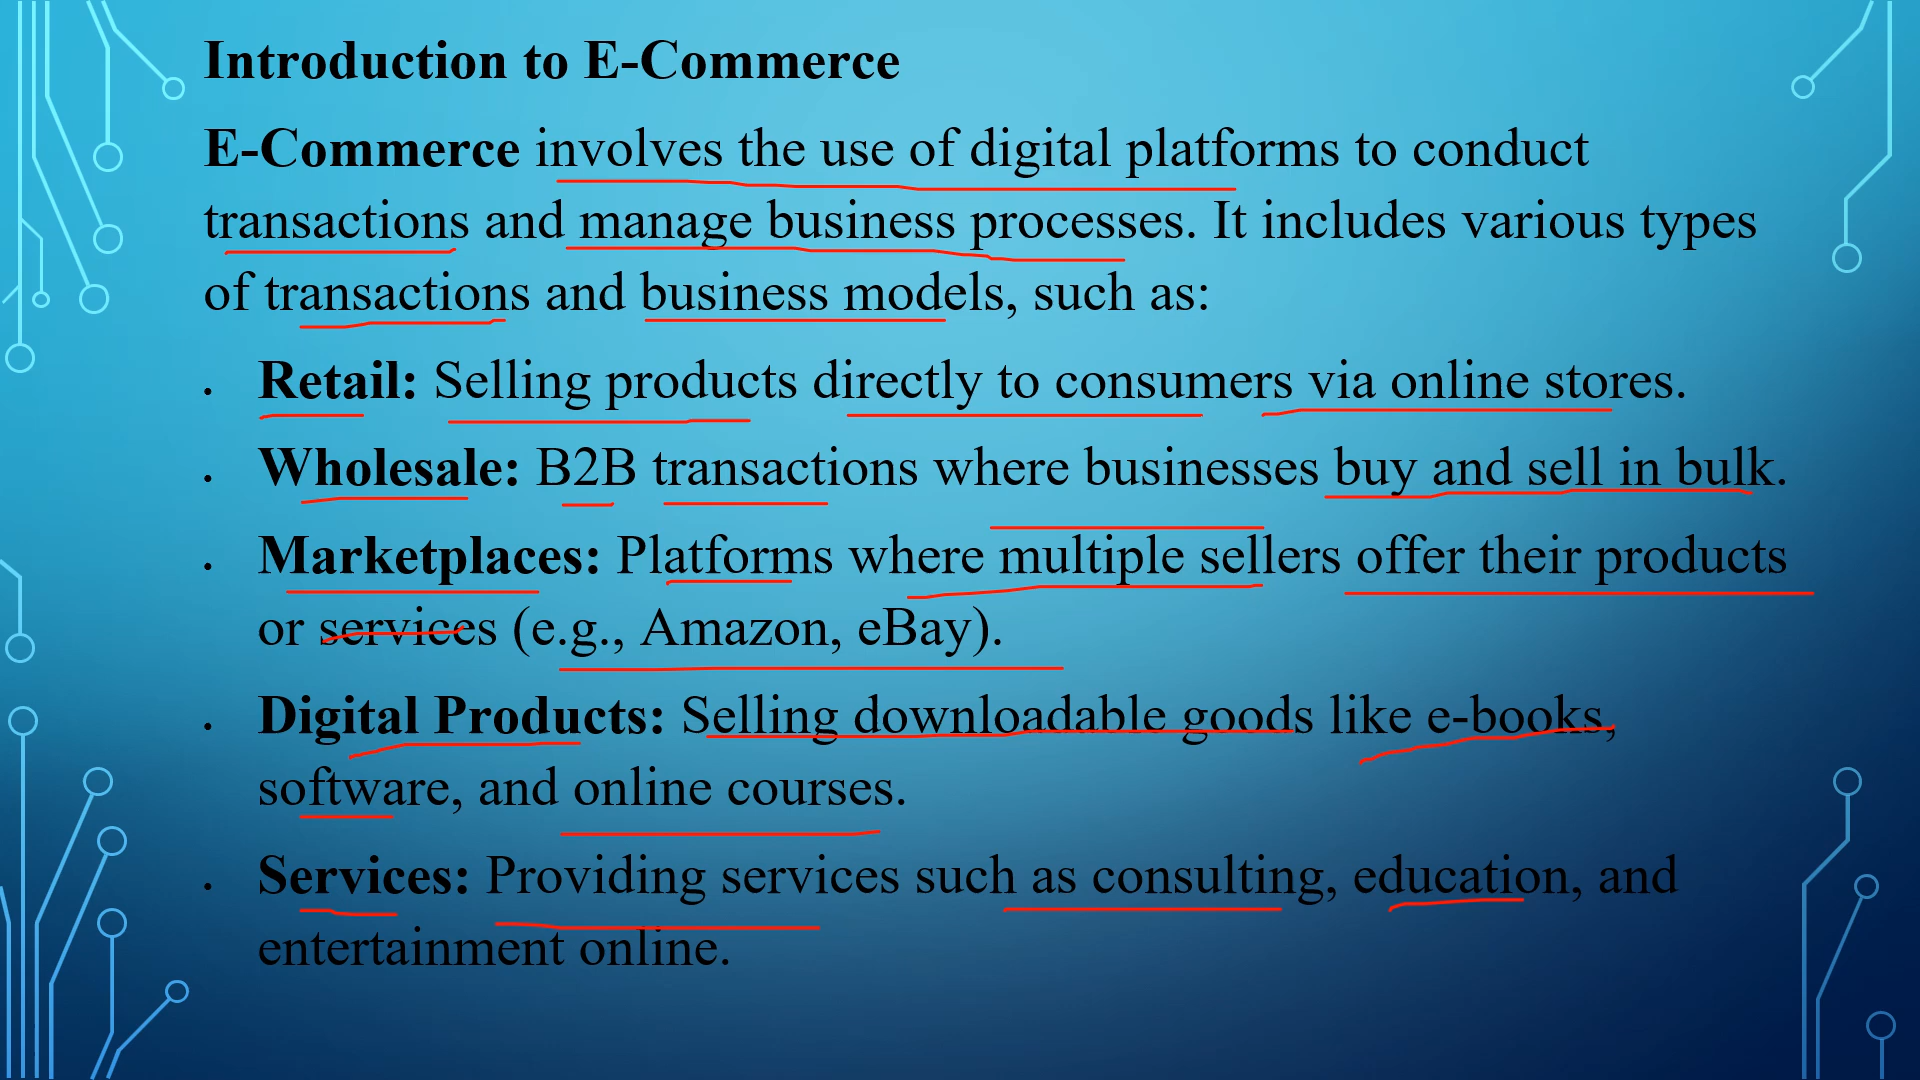 Introduction to E-Commerce
E-Commerce involves the use of digital platforms to conduct
transactions and manage business processes. It includes various types
of transactions and business models, such as:
• Retail: Selling products directly to consumers via online stores.
• Wholesale: B2B transactions where businesses buy and sell in bulk.
• Marketplaces: Platforms where multiple sellers offer their products
or services (e.g., Amazon, eBay).
• Digital Products: Selling downloadable goods like e-books,
software, and online courses.
• Services: Providing services such as consulting, education, and
entertainment online.